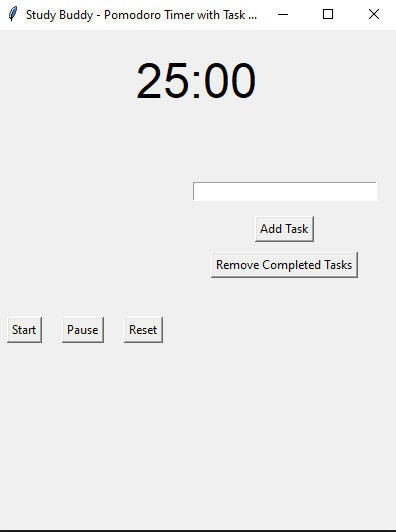 Study Buddy - Pomodoro Timer with Task ...
25:00
Add Task
Remove Completed Tasks
Start Pause Reset